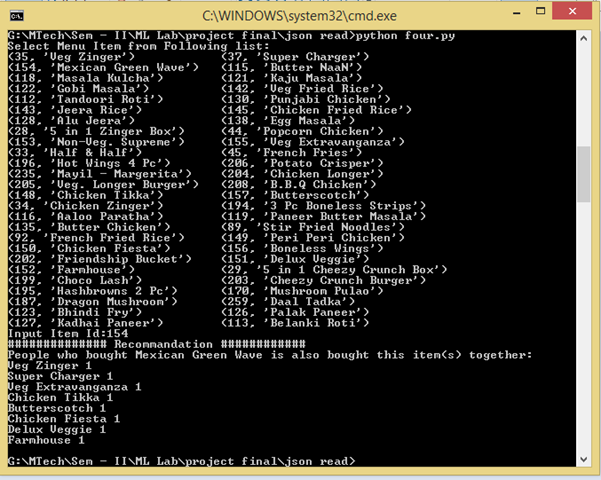 C:\WINDOWS\system32\cmd.exe
G:\MTech\Sem - II\ML Lab\project final\json read>python four.py
Select Menu Item from Following list:
(35, 'Veg Zinger') (37, 'Super Charger')
(154, 'Mexican Green Wave') (115, 'Butter NaaN')
(118, 'Masala Kulcha') (121, 'Kaju Masala')
(122, 'Gobi Masala') (142, 'Veg Fried Rice')
(112, 'Tandoori Roti') (130, 'Punjabi Chicken')
(143, 'Jeera Rice') (145, 'Chicken Fried Rice')
(128, 'Alu Jeera') (138, 'Egg Masala')
(28, '5 in 1 Zinger Box') (44, 'Popcorn Chicken')
(153, 'Non-Veg. Supreme') (155, 'Veg Extravanganza')
(33, 'Half & Half') (45, 'French Fries')
(196, 'Hot Wings 4 Pc') (206, 'Potato Crisper')
(235, 'Mayil - Margerita') (204, 'Chicken Longer')
(205, 'Veg. Longer Burger') (208, 'B.B.Q Chicken')
(148, 'Chicken Tikka') (157, 'Butterscotch')
(34, 'Chicken Zinger') (194, '3 Pc Boneless Strips')
(116, 'Aaloo Paratha') (119, 'Paneer Butter Masala')
(135, 'Butter Chicken') (89, 'Stir Fried Noodles')
(92, 'French Fried Rice') (149, 'Peri Peri Chicken')
(150, 'Chicken Fiesta') (156, 'Boneless Wings')
(202, 'Friendship Bucket') (151, 'Delux Veggie')
(152, 'Farmhouse') (29, '5 in 1 Cheezy Crunch Box')
(199, 'Choco Lash') (203, 'Cheezy Crunch Burger')
(195, 'Hashbrowns 2 Pc') (170, 'Mushroom Pulao')
(187, 'Dragon Mushroom') (259, 'Daal Tadka')
(123, 'Bhindi Fry') (126, 'Palak Paneer')
(127, 'Kadhai Paneer') (113, 'Belanki Roti')
Input Item Id:154
############## Recommandation ############
People who bought Mexican Green Wave is also bought this item(s) together:
Veg Zinger 1
Super Charger 1
Veg Extravanganza 1
Chicken Tikka 1
Butterscotch 1
Chicken Fiesta 1
Delux Veggie 1
Farmhouse 1
G:\MTech\Sem - II\ML Lab\project final\json read>